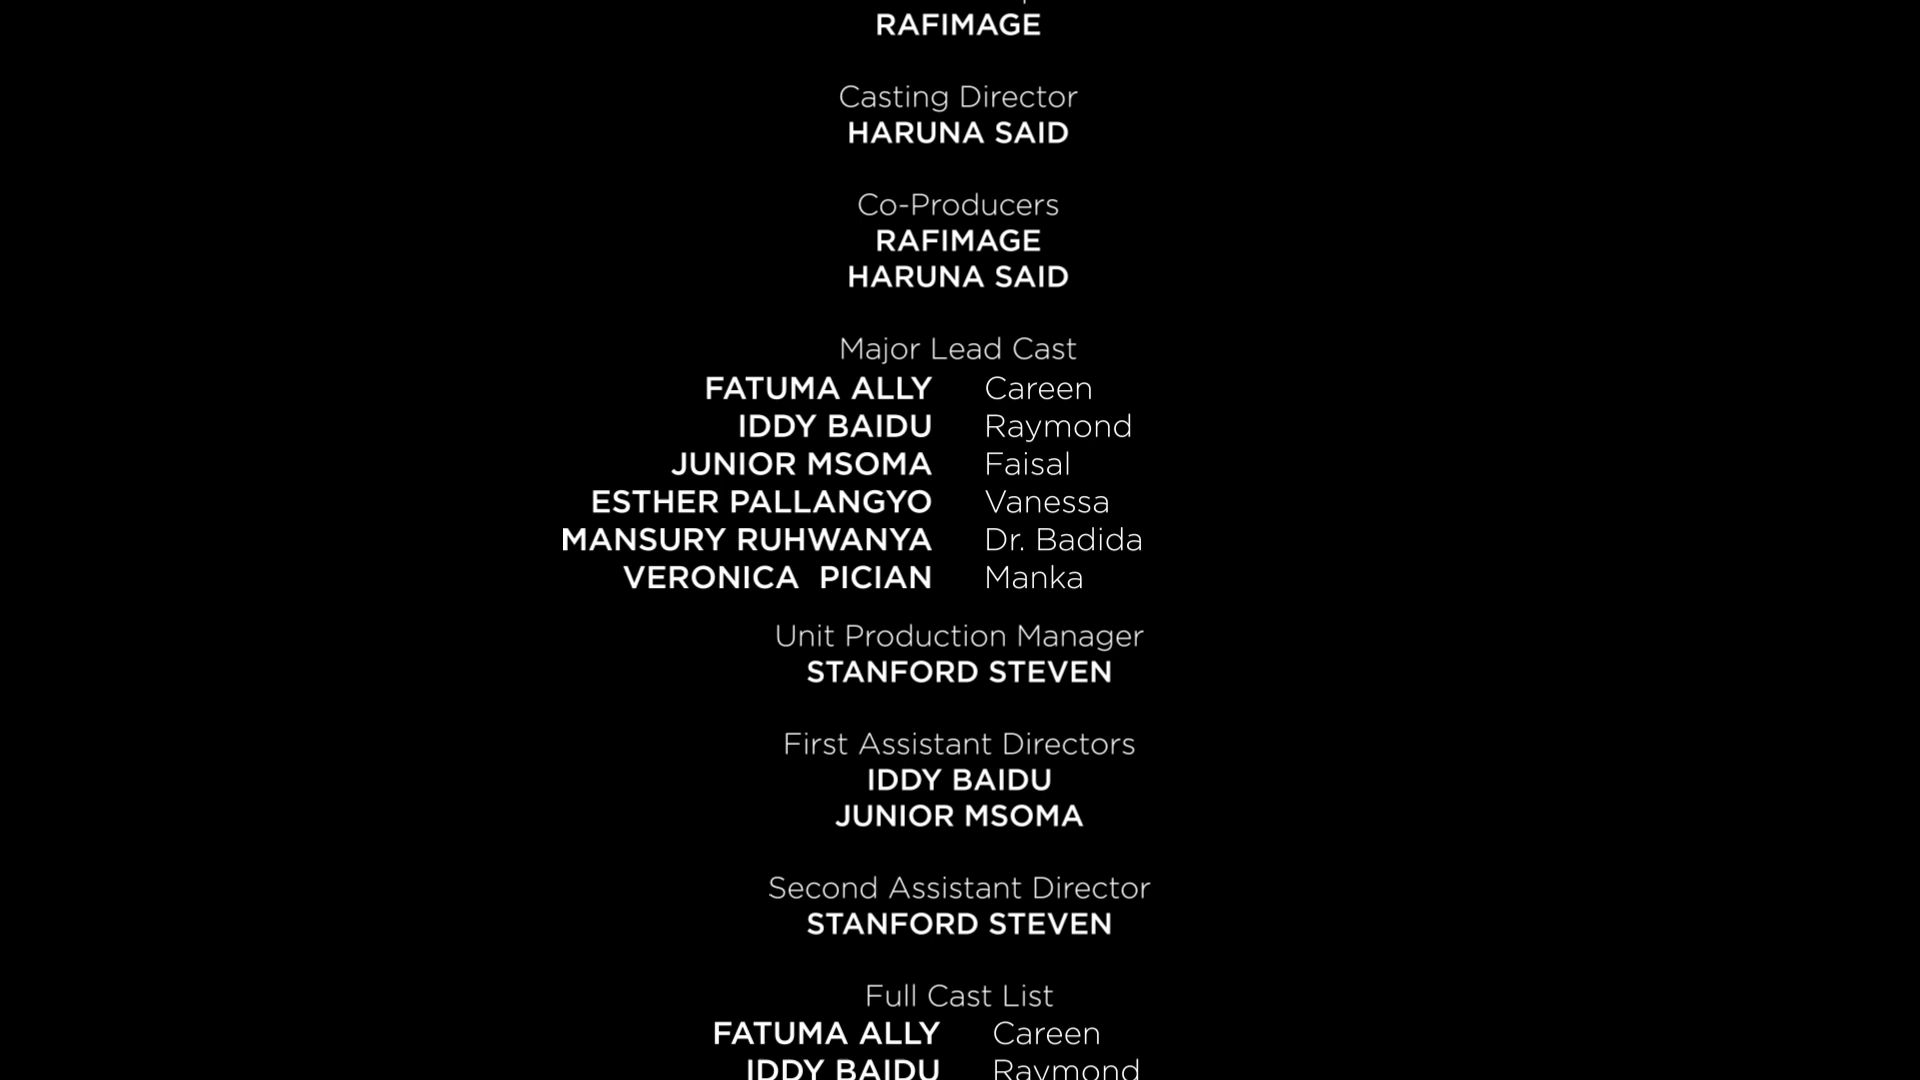 RAFIMAGE
Casting Director
HARUNA SAID
Co-Producers
RAFIMAGE
HARUNA SAID
Major Lead Cast
FATUMA ALLY Careen
IDDY BAIDU Raymond
JUNIOR MSOMA Faisal
ESTHER PALLANGYO Vanessa
MANSURY RUHWANYA Dr. Badida
VERONICA  PICIAN Manka
Unit Production Manager
STANFORD STEVEN
First Assistant Directors
IDDY BAIDU
JUNIOR MSOMA
Second Assistant Director
STANFORD STEVEN
Full Cast List
FATUMA ALLY Careen
IDDY BAIDU Raymond